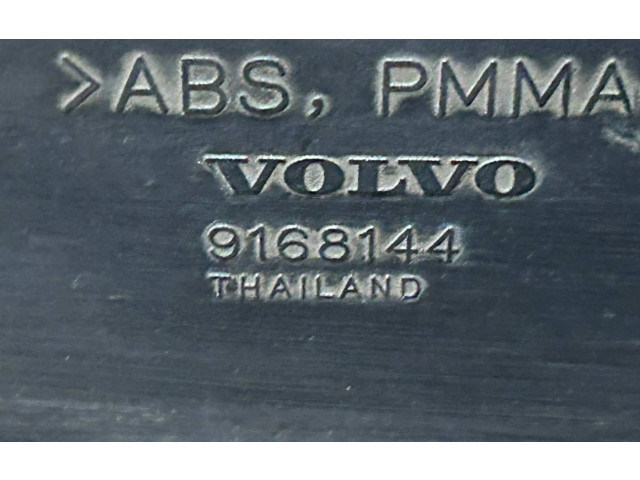 >ABS, PMMA
VOLVO
9168144
THAILAND